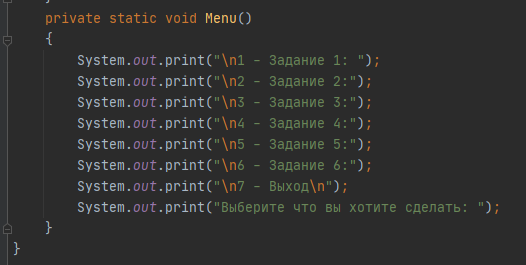 private static void Menu()
{
System.out.print("\n1 - Задание 1: ");
System.out.print("\n2 - Задание 2:");
System.out.print("\n3 - Задание 3:");
System.out.print("\n4 - Задание 4:");
System.out.print("\n5 - Задание 5:");
System.out.print("\n6 - Задание 6:");
System.out.print("\n7 - Выход\n");
System.out.print("Выберите что вы хотите сделать: ");
}
}